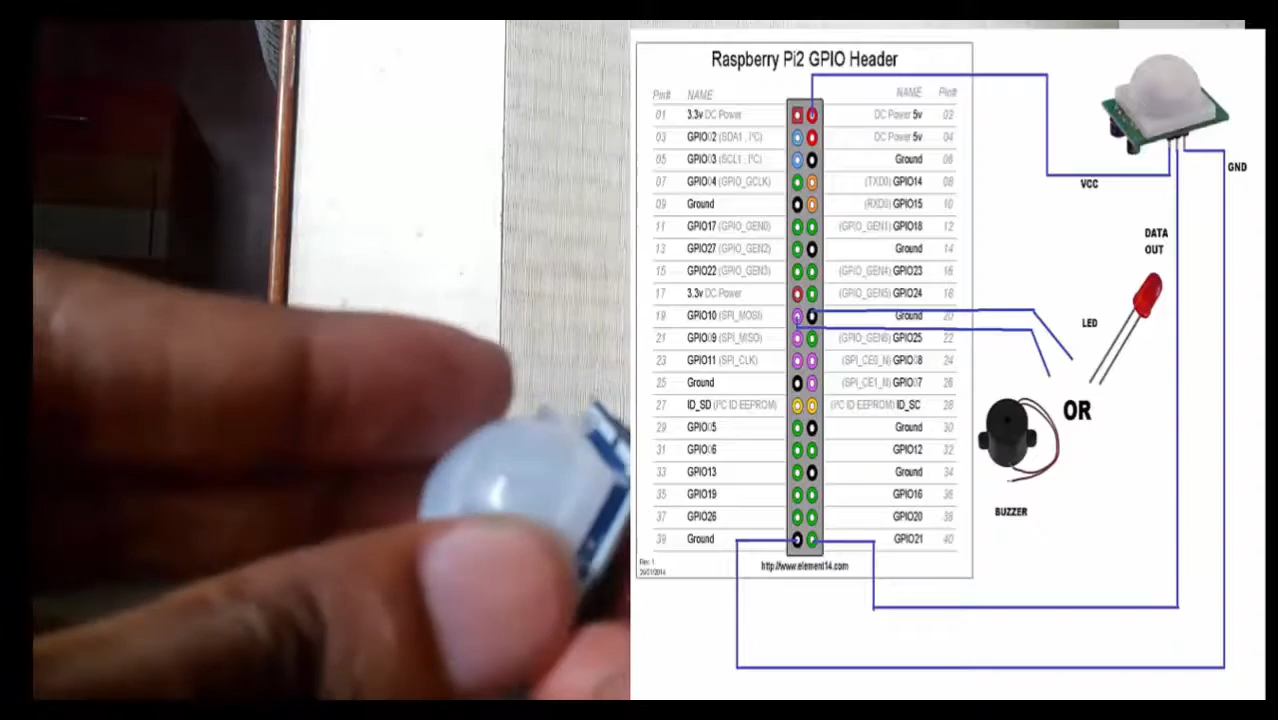 Raspberry Pi2 GPIO Header
Pin# NAME NAME Pin#
01 3.3v DC Power DC Power 5v 02
03 GPIO02 (SDA1 , I²C) DC Power 5v 04
05 GPIO03 (SCL1 , I²C) Ground 06
07 GPIO04 (GPIO_GCLK) (TXD0) GPIO14 08
09 Ground (RXD0) GPIO15 10
11 GPIO17 (GPIO_GEN0) (GPIO_GEN1) GPIO18 12
13 GPIO27 (GPIO_GEN2) Ground 14
15 GPIO22 (GPIO_GEN3) (GPIO_GEN4) GPIO23 16
17 3.3v DC Power (GPIO_GEN5) GPIO24 18
19 GPIO10 (SPI_MOSI) Ground 20
21 GPIO09 (SPI_MISO) (GPIO_GEN6) GPIO25 22
23 GPIO11 (SPI_CLK) (SPI_CE0_N) GPIO08 24
25 Ground (SPI_CE1_N) GPIO07 26
27 ID_SD (I²C ID EEPROM) (I²C ID EEPROM) ID_SC 28
29 GPIO05 Ground 30
31 GPIO06 GPIO12 32
33 GPIO13 Ground 34
35 GPIO19 GPIO16 36
37 GPIO26 GPIO20 38
39 Ground GPIO21 40
Rev. 1
http://www.element14.com
VCC
GND
DATA
OUT
LED
OR
BUZZER